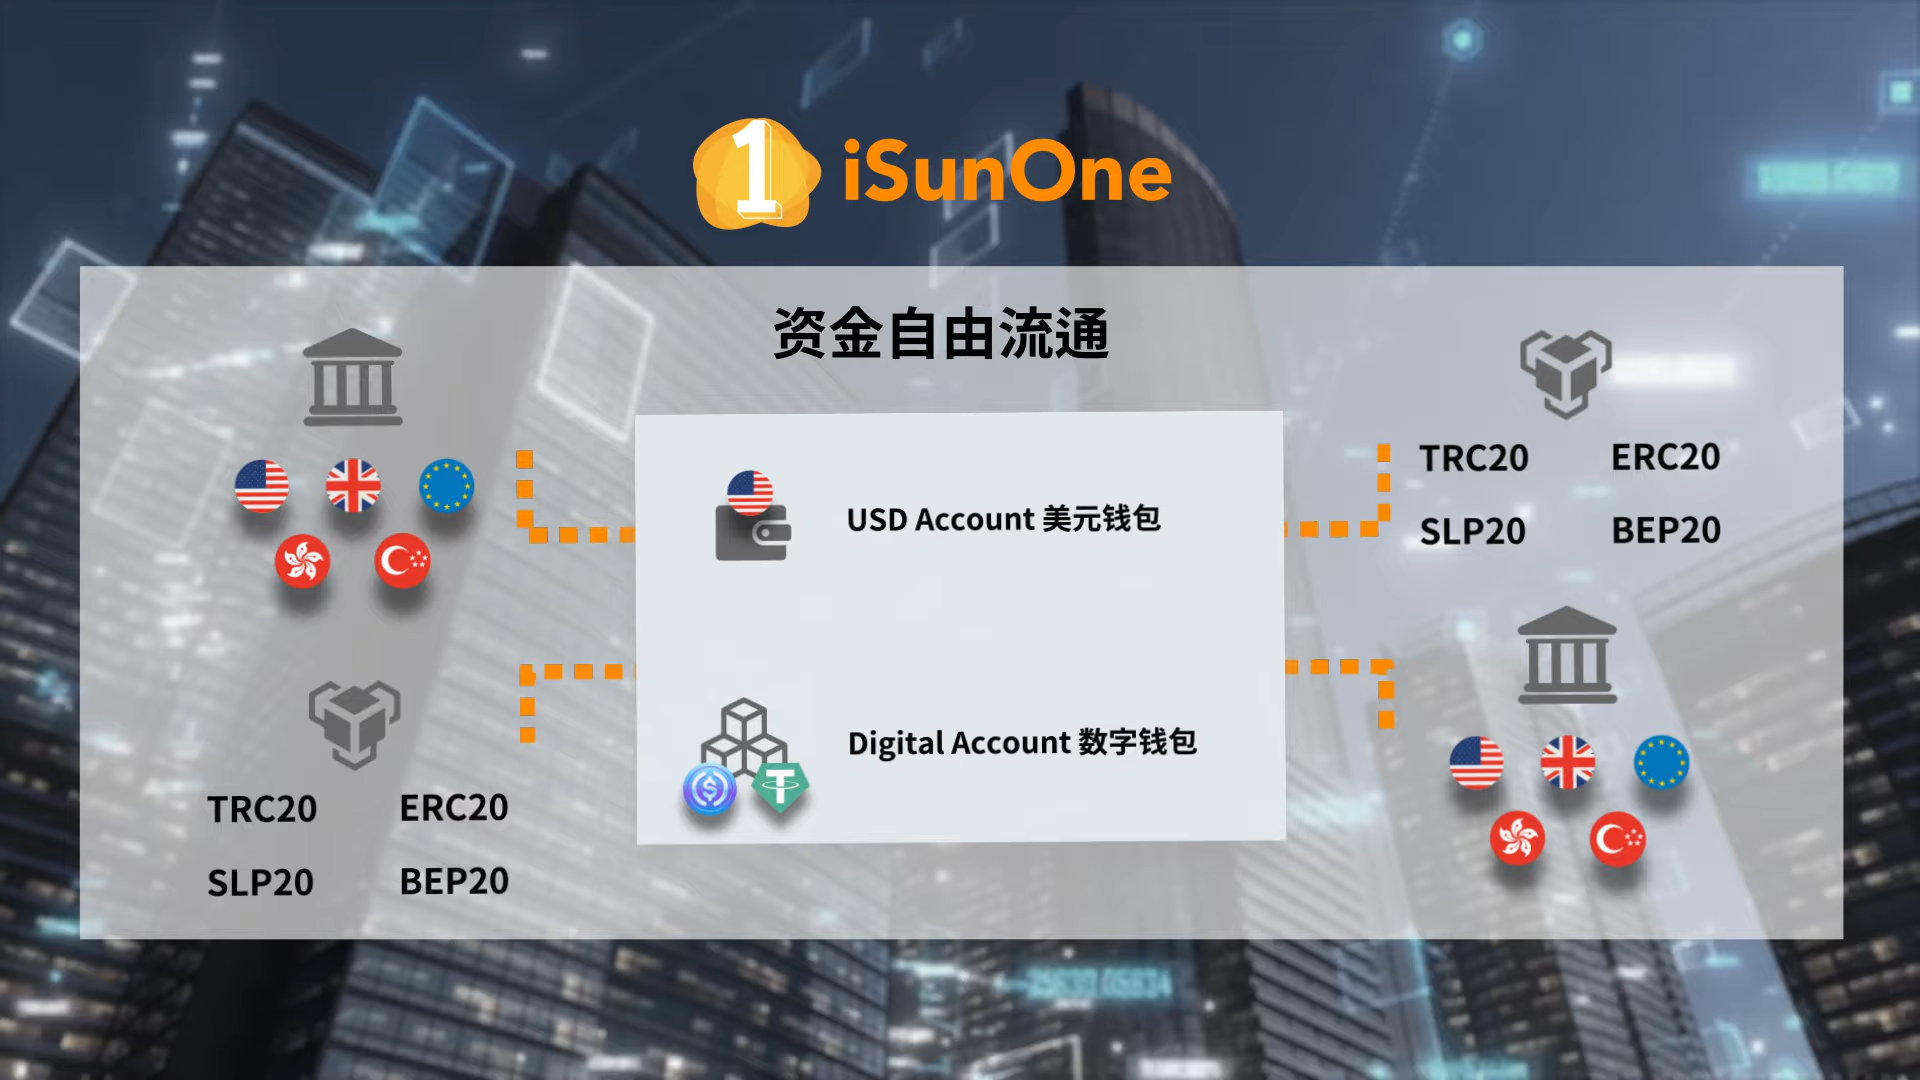 1 iSunOne
资金自由流通
TRC20 ERC20
SLP20 BEP20
USD Account 美元钱包
Digital Account 数字钱包
TRC20 ERC20
SLP20 BEP20